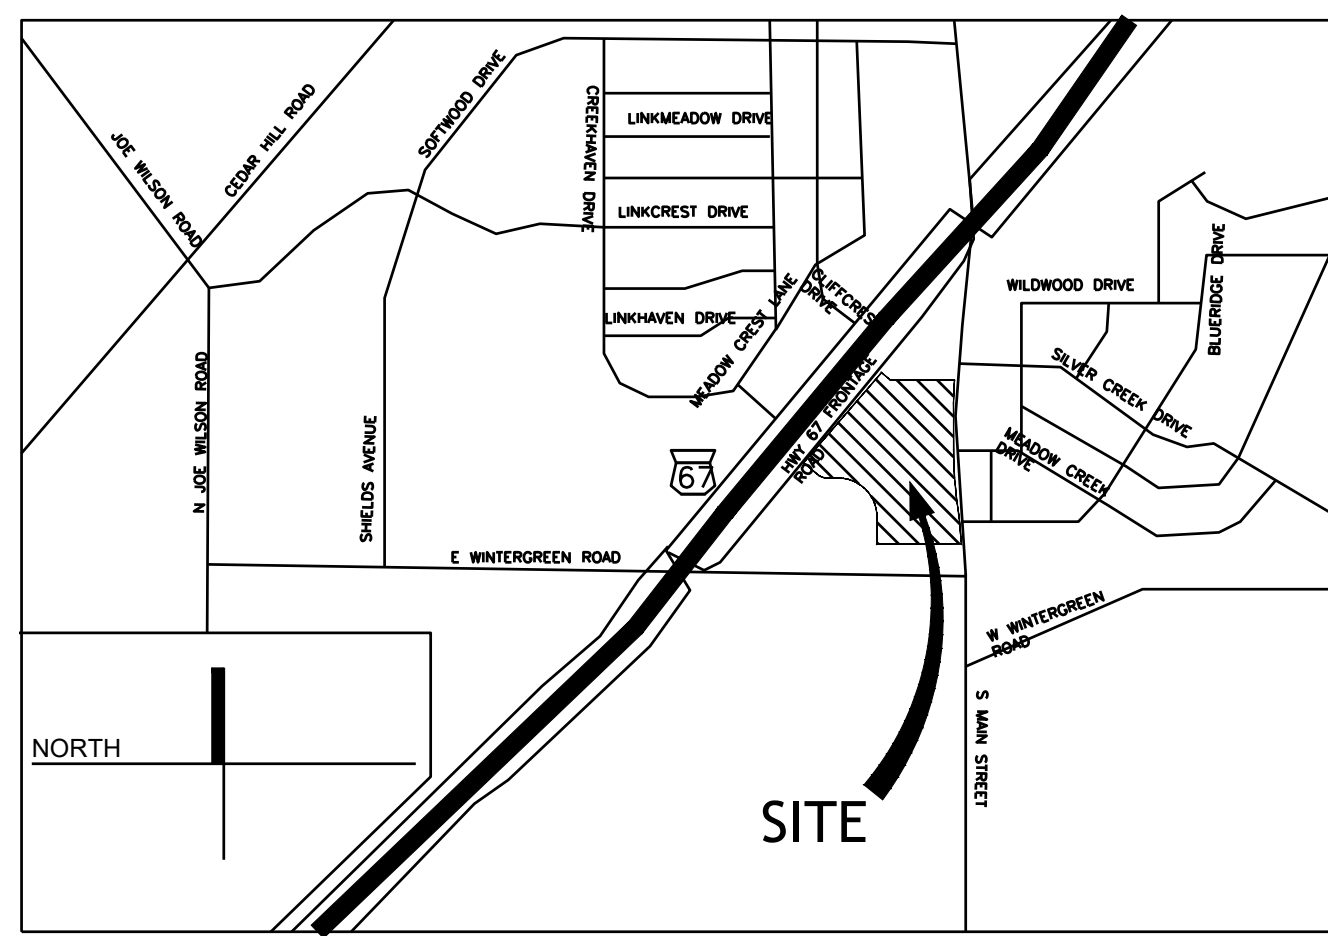 SOFTWOOD DRIVE
CEDAR HILL ROAD
JOE WILSON ROAD
CREEKHAVEN DRIVE
LINKMEADOW DRIVE
LINKCREST DRIVE
LINKHAVEN DRIVE
MEADOW CREST LANE
CLIFFCREST
DRIVE
WILDWOOD DRIVE
BLUERIDGE DRIVE
SILVER CREEK DRIVE
MEADOW CREEK
DRIVE
HWY 67 FRONTAGE
ROAD
67
N JOE WILSON ROAD
SHIELDS AVENUE
E WINTERGREEN ROAD
W WINTERGREEN
ROAD
S MAIN STREET
NORTH
SITE